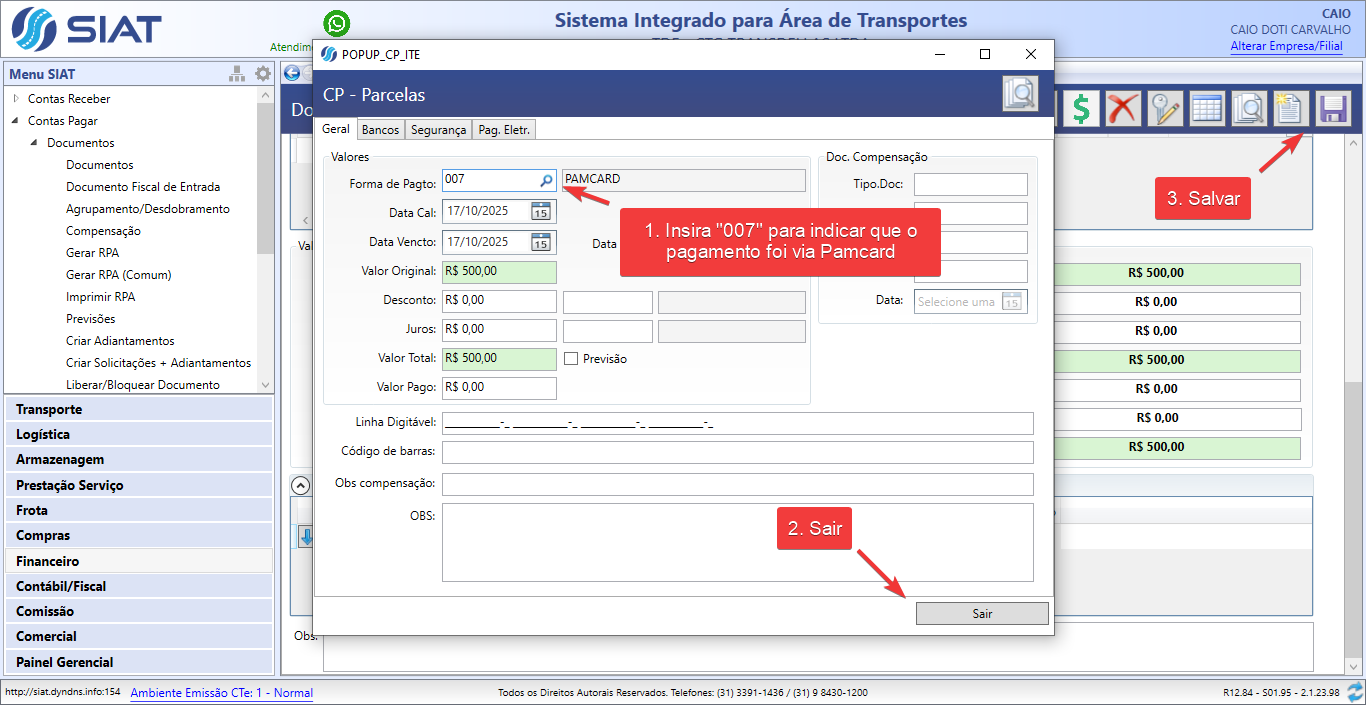 SIAT
Atendim
Sistema Integrado para Área de Transportes
CAIO
CAIO DOTI CARVALHO
Alterar Empresa/Filial
Menu SIAT
Contas Receber
Contas Pagar
Documentos
Documentos
Documento Fiscal de Entrada
Agrupamento/Desdobramento
Compensação
Gerar RPA
Gerar RPA (Comum)
Imprimir RPA
Previsões
Criar Adiantamentos
Criar Solicitações + Adiantamentos
Liberar/Bloquear Documento
Transporte
Logística
Armazenagem
Prestação Serviço
Frota
Compras
Financeiro
Contábil/Fiscal
Comissão
Comercial
Painel Gerencial
Do
Val
POPUP_CP_ITE
CP - Parcelas
Geral Bancos Segurança Pag. Eletr.
Valores
Forma de Pagto: 007 PAMCARD
Data Cal: 17/10/2025 15
Data Vencto: 17/10/2025 15 Data
Valor Original: R$ 500,00
Desconto: R$ 0,00
Juros: R$ 0,00
Valor Total: R$ 500,00 Previsão
Valor Pago: R$ 0,00
Doc. Compensação
Tipo.Doc:
Data: Selecione uma 15
1. Insira "007" para indicar que o
pagamento foi via Pamcard
Linha Digitável: __________-_ __________-_ __________-_ __________-_
Código de barras:
Obs compensação:
OBS:
2. Sair
Sair
3. Salvar
R$ 500,00
R$ 0,00
R$ 0,00
R$ 500,00
R$ 0,00
R$ 0,00
R$ 500,00
Obs:
http://siat.dyndns.info:154 Ambiente Emissão CTe: 1 - Normal
Todos os Direitos Autorais Reservados. Telefones: (31) 3391-1436 / (31) 9 8430-1200
R12.84 - S01.95 - 2.1.23.98